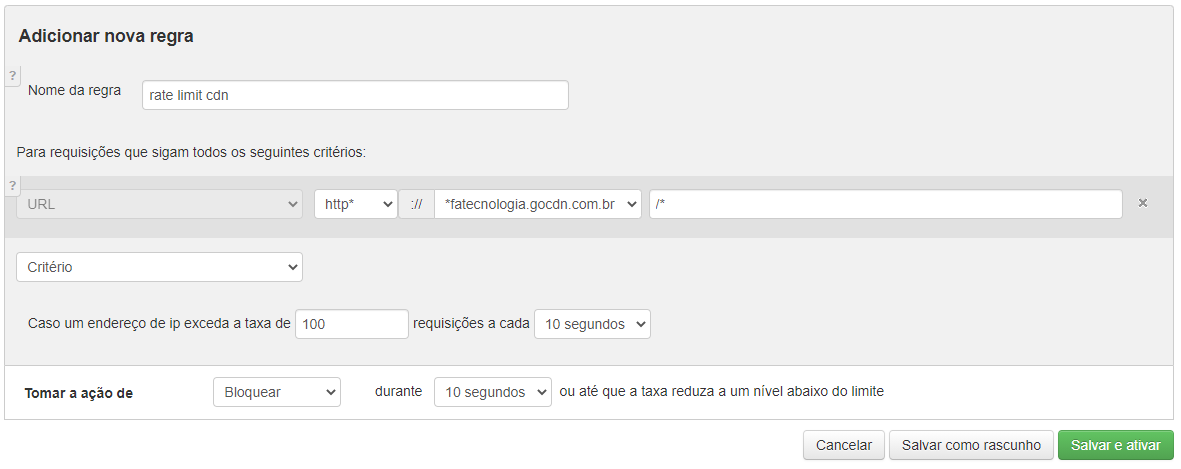 Adicionar nova regra
?
Nome da regra rate limit cdn
Para requisições que sigam todos os seguintes critérios:
?
URL http* :// *fatecnologia.gocdn.com.br /* ×
Critério
Caso um endereço de ip exceda a taxa de 100 requisições a cada 10 segundos
Tomar a ação de Bloquear durante 10 segundos ou até que a taxa reduza a um nível abaixo do limite
Cancelar Salvar como rascunho Salvar e ativar